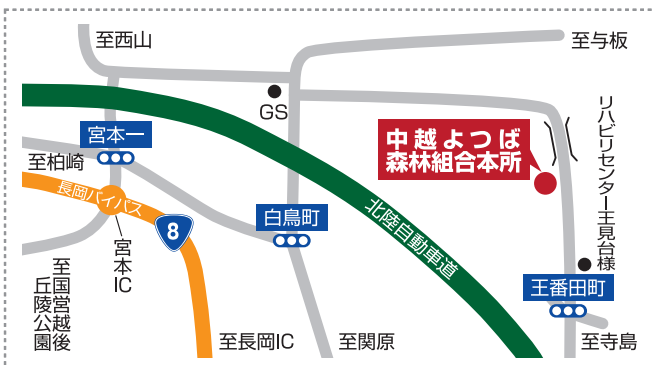 至西山
至与板
GS
リハビリセンター王見台様
宮本一
中越よつば
森林組合本所
至柏崎
長岡バイパス
北陸自動車道
白鳥町
8
宮本IC
至国営越後
丘陵公園
王番田町
至長岡IC
至関原
至寺島